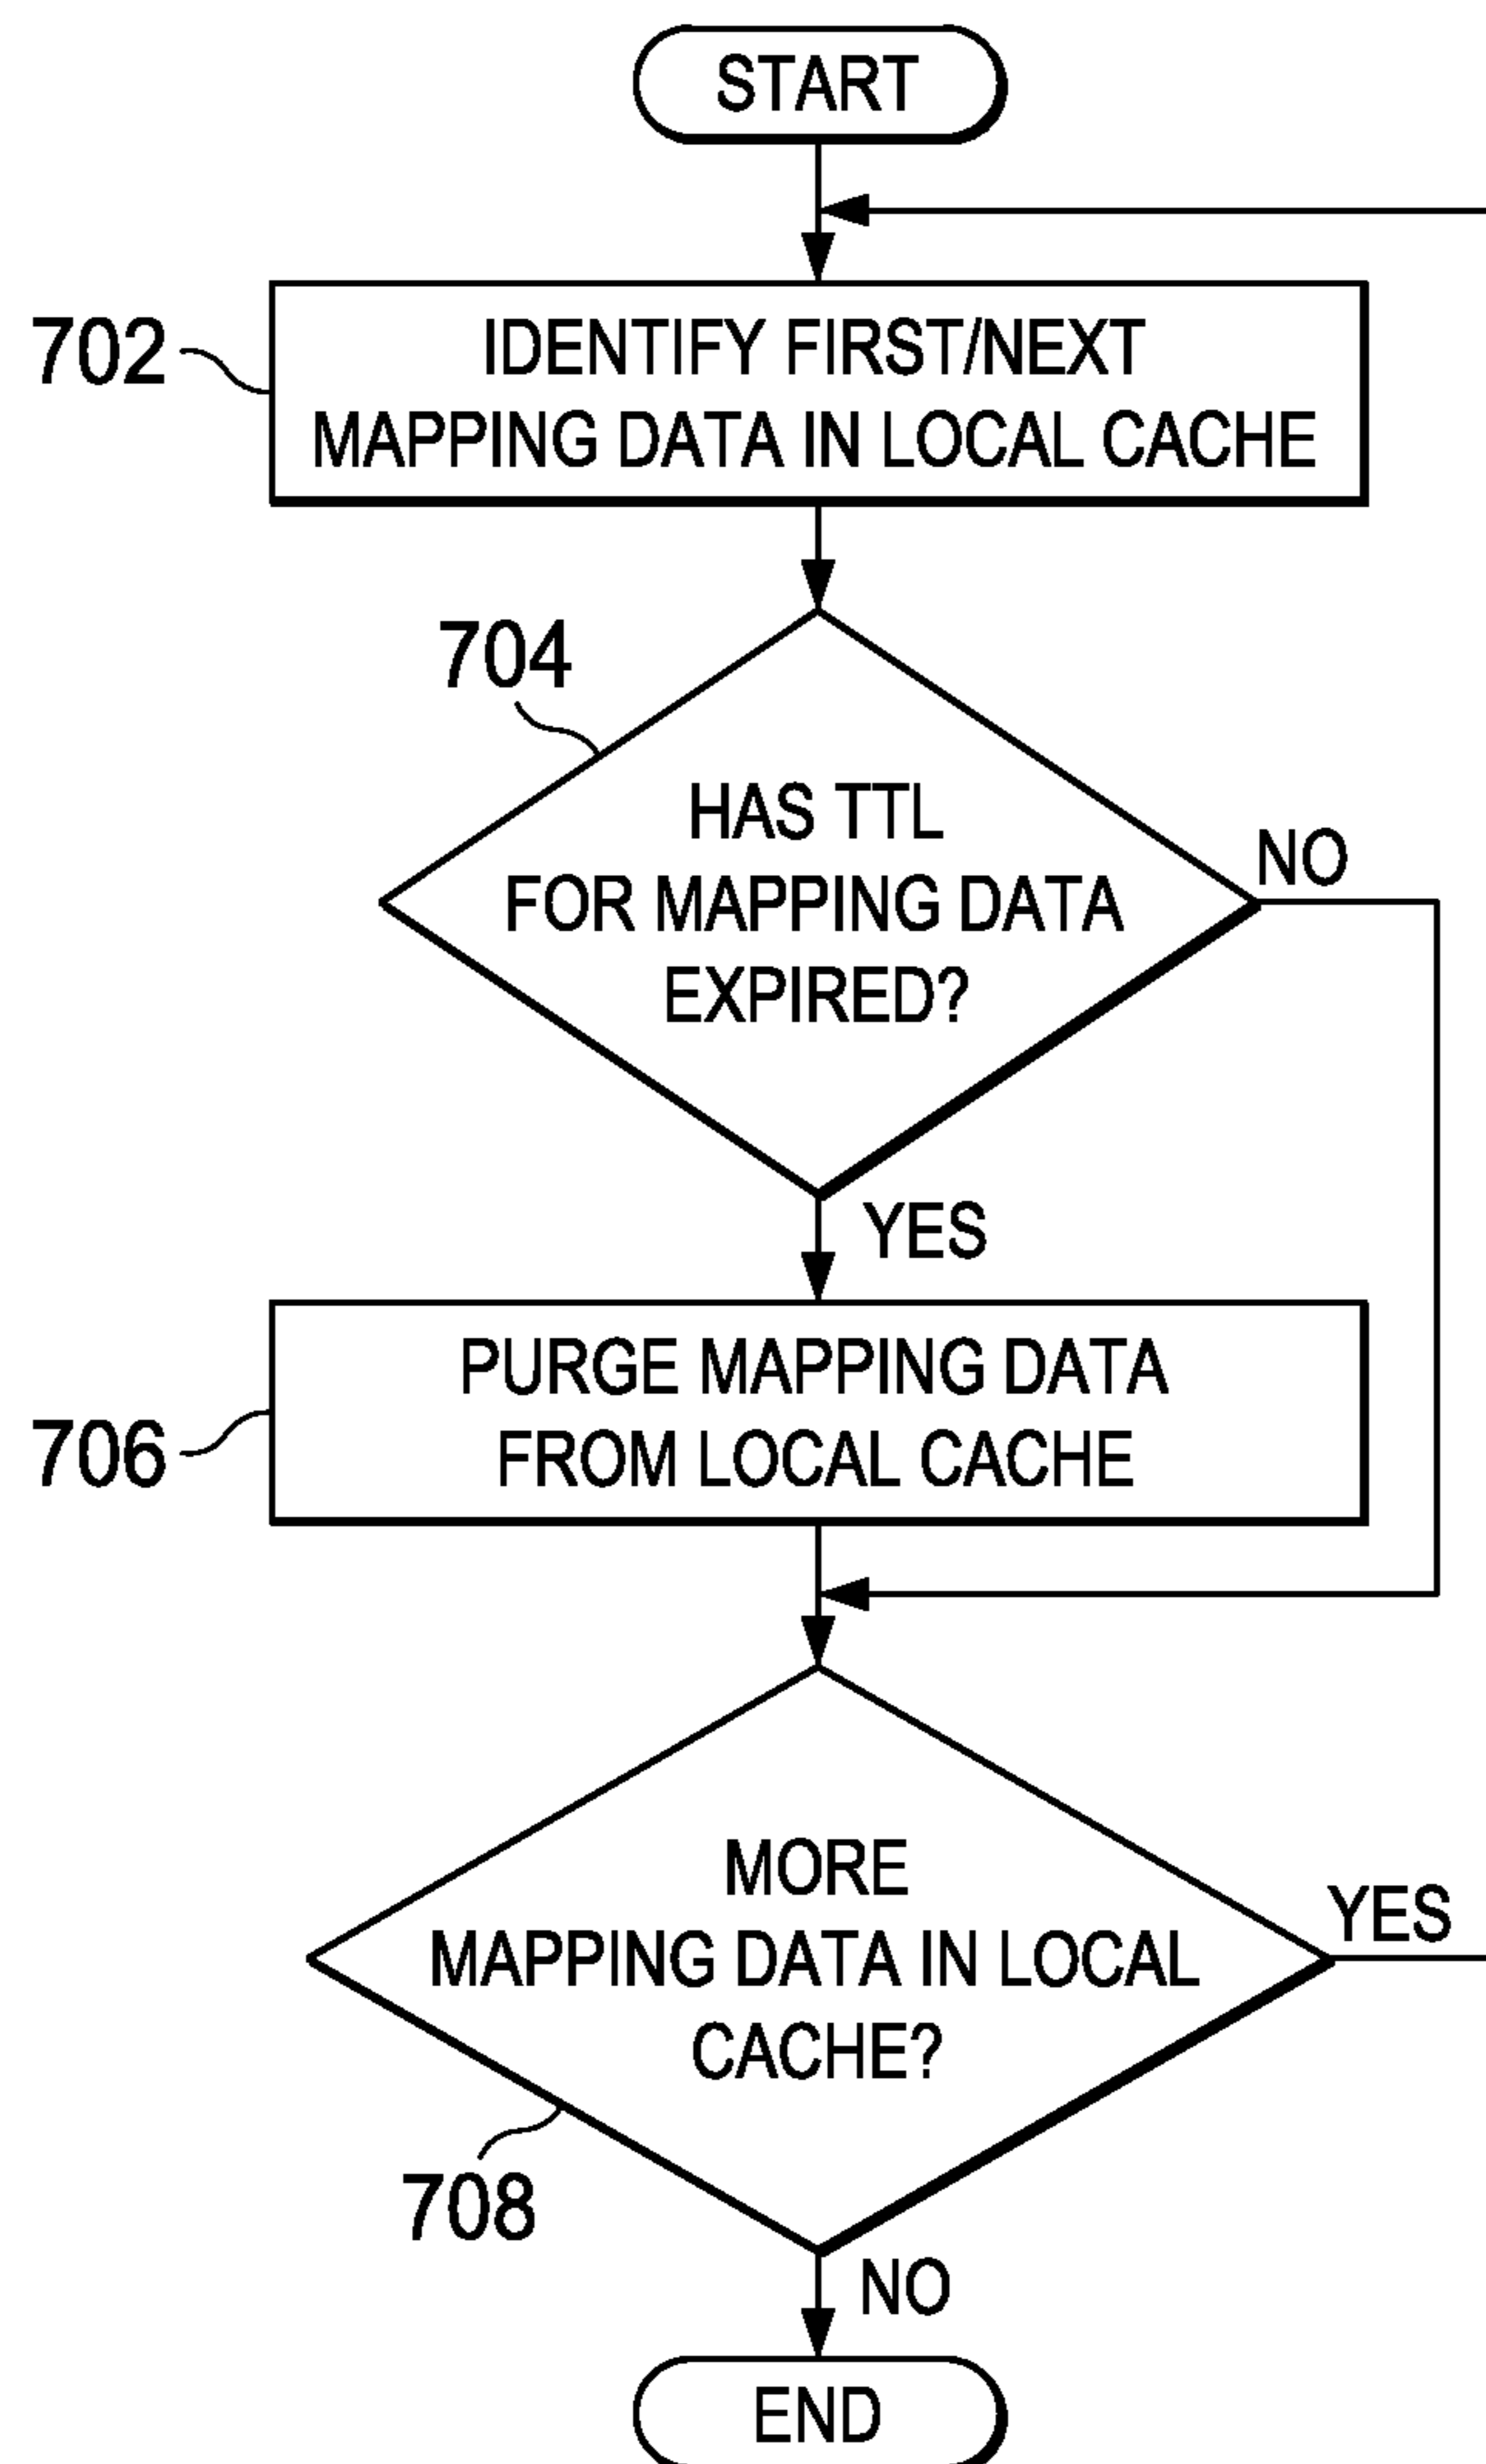 START
702
IDENTIFY FIRST/NEXT
MAPPING DATA IN LOCAL CACHE
704
HAS TTL
FOR MAPPING DATA
EXPIRED?
NO
YES
706
PURGE MAPPING DATA
FROM LOCAL CACHE
MORE
MAPPING DATA IN LOCAL
CACHE?
YES
708
NO
END